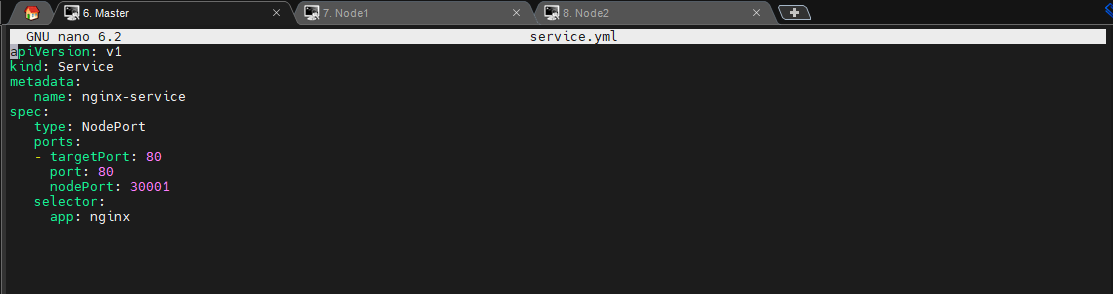 6. Master
7. Node1
8. Node2
GNU nano 6.2
service.yml
apiVersion: v1
kind: Service
metadata:
   name: nginx-service
spec:
   type: NodePort
   ports:
   - targetPort: 80
     port: 80
     nodePort: 30001
   selector:
     app: nginx